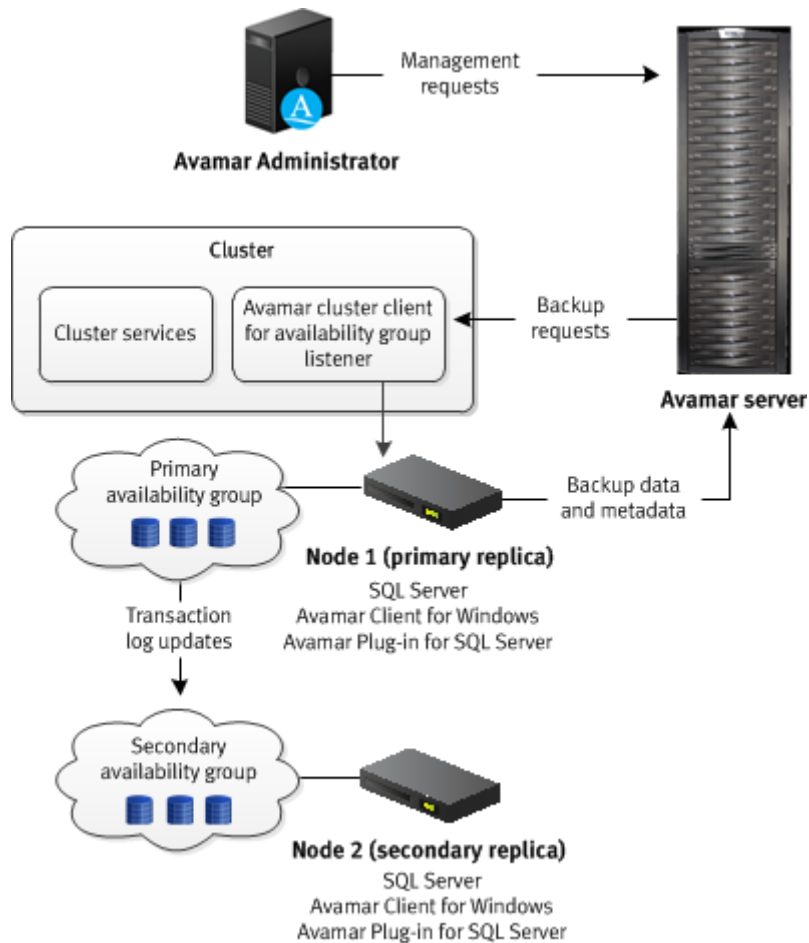 Management
requests
A
Avamar Administrator
Cluster
Cluster services
Avamar cluster client
for availability group
listener
Backup
requests
Avamar server
Primary
availability group
Backup data
and metadata
Node 1 (primary replica)
SQL Server
Avamar Client for Windows
Avamar Plug-in for SQL Server
Transaction
log updates
Secondary
availability group
Node 2 (secondary replica)
SQL Server
Avamar Client for Windows
Avamar Plug-in for SQL Server